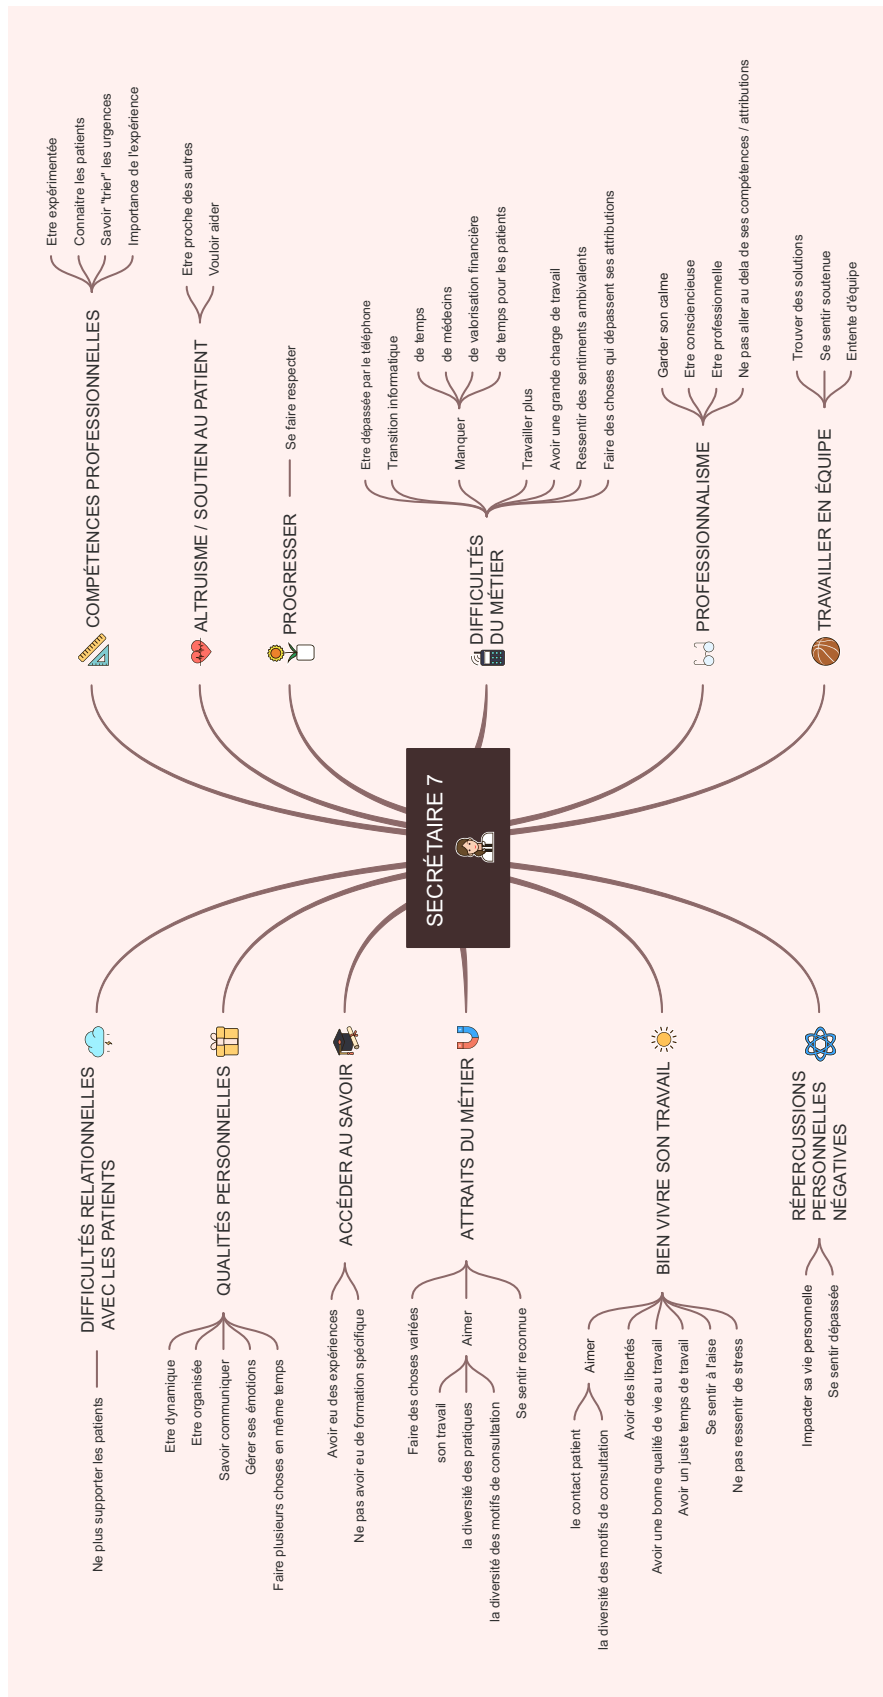 SECRÉTAIRE 7
COMPÉTENCES PROFESSIONNELLES
Etre expérimentée
Connaitre les patients
Savoir "trier" les urgences
Importance de l'expérience
ALTRUISME / SOUTIEN AU PATIENT
Etre proche des autres
Vouloir aider
PROGRESSER
Se faire respecter
DIFFICULTÉS
DU MÉTIER
Etre dépassée par le téléphone
Transition informatique
Manquer
de temps
de médecins
de valorisation financière
de temps pour les patients
Travailler plus
Avoir une grande charge de travail
Ressentir des sentiments ambivalents
Faire des choses qui dépassent ses attributions
PROFESSIONNALISME
Garder son calme
Etre consciencieuse
Etre professionnelle
Ne pas aller au dela de ses compétences / attributions
TRAVAILLER EN ÉQUIPE
Trouver des solutions
Se sentir soutenue
Entente d'équipe
DIFFICULTÉS RELATIONNELLES
AVEC LES PATIENTS
Ne plus supporter les patients
QUALITÉS PERSONNELLES
Etre dynamique
Etre organisée
Savoir communiquer
Gérer ses émotions
Faire plusieurs choses en même temps
ACCÉDER AU SAVOIR
Avoir eu des expériences
Ne pas avoir eu de formation spécifique
ATTRAITS DU MÉTIER
Faire des choses variées
Aimer
son travail
la diversité des pratiques
la diversité des motifs de consultation
Se sentir reconnue
BIEN VIVRE SON TRAVAIL
Aimer
le contact patient
la diversité des motifs de consultation
Avoir des libertés
Avoir une bonne qualité de vie au travail
Avoir un juste temps de travail
Se sentir à l'aise
Ne pas ressentir de stress
RÉPERCUSSIONS
PERSONNELLES
NÉGATIVES
Impacter sa vie personnelle
Se sentir dépassée